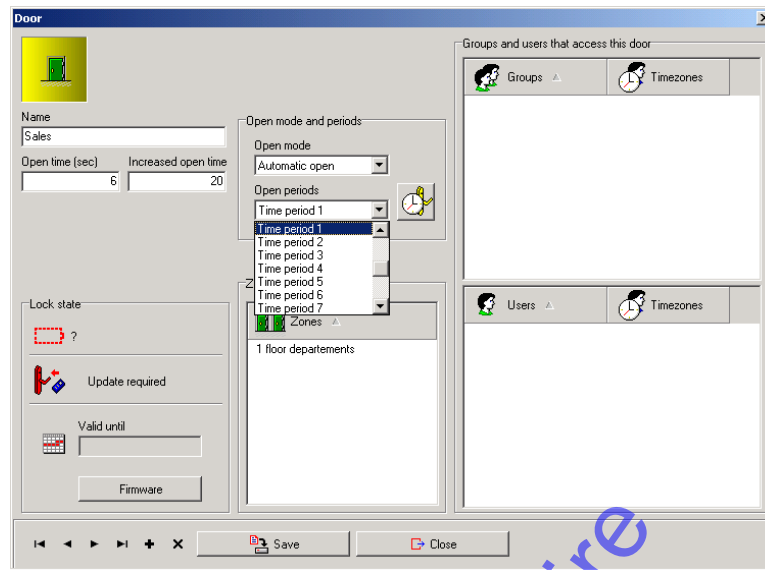 Door
Groups and users that access this door
Groups
Timezones
Name
Sales
Open time (sec)
Increased open time
6
20
Open mode and periods
Open mode
Automatic open
Open periods
Time period 1
Time period 1
Time period 2
Time period 3
Time period 4
Time period 5
Time period 6
Time period 7
Zones
1 floor departements
Users
Timezones
Lock state
?
Update required
Valid until
Firmware
Save
Close